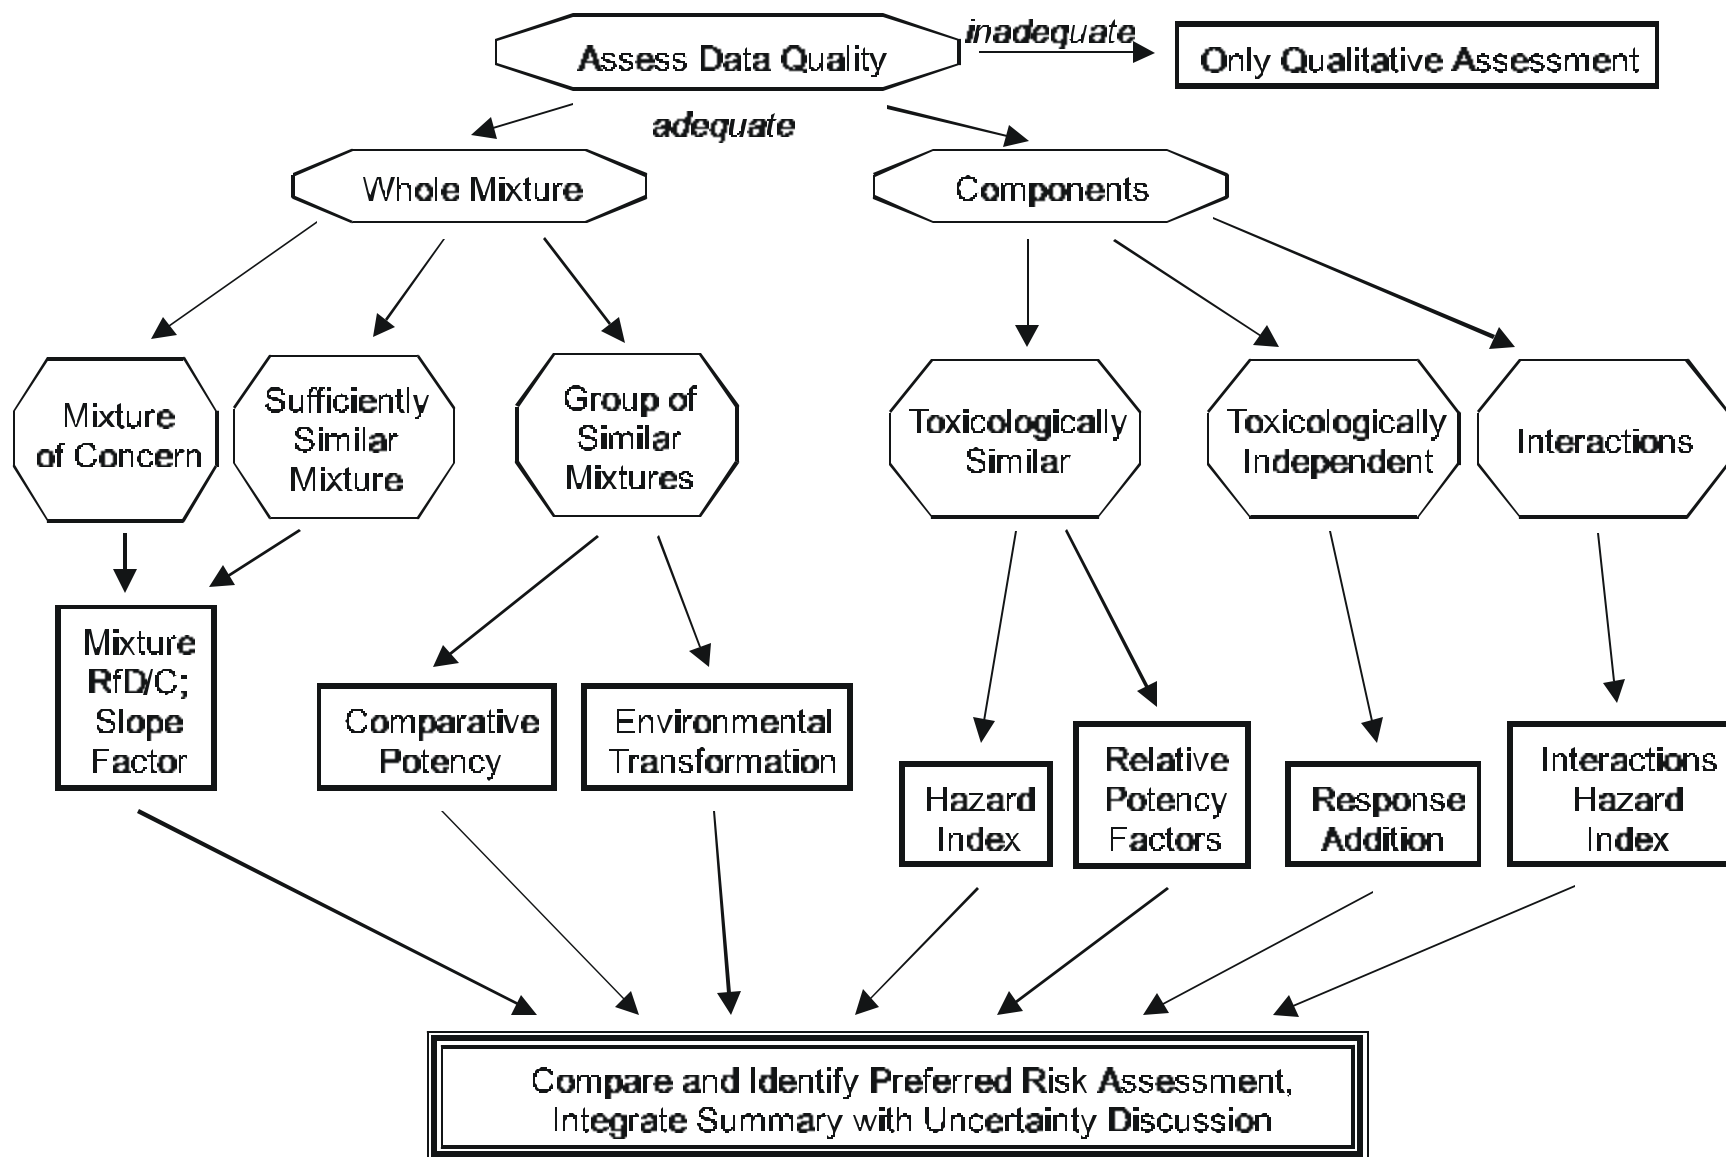 Assess Data Quality
inadequate
Only Qualitative Assessment
adequate
Whole Mixture
Components
Mixture
of Concern
Sufficiently
Similar
Mixture
Group of
Similar
Mixtures
Toxicologically
Similar
Toxicologically
Independent
Interactions
Mixture
RfD/C;
Slope
Factor
Comparative
Potency
Environmental
Transformation
Hazard
Index
Relative
Potency
Factors
Response
Addition
Interactions
Hazard
Index
Compare and Identify Preferred Risk Assessment,
Integrate Summary with Uncertainty Discussion